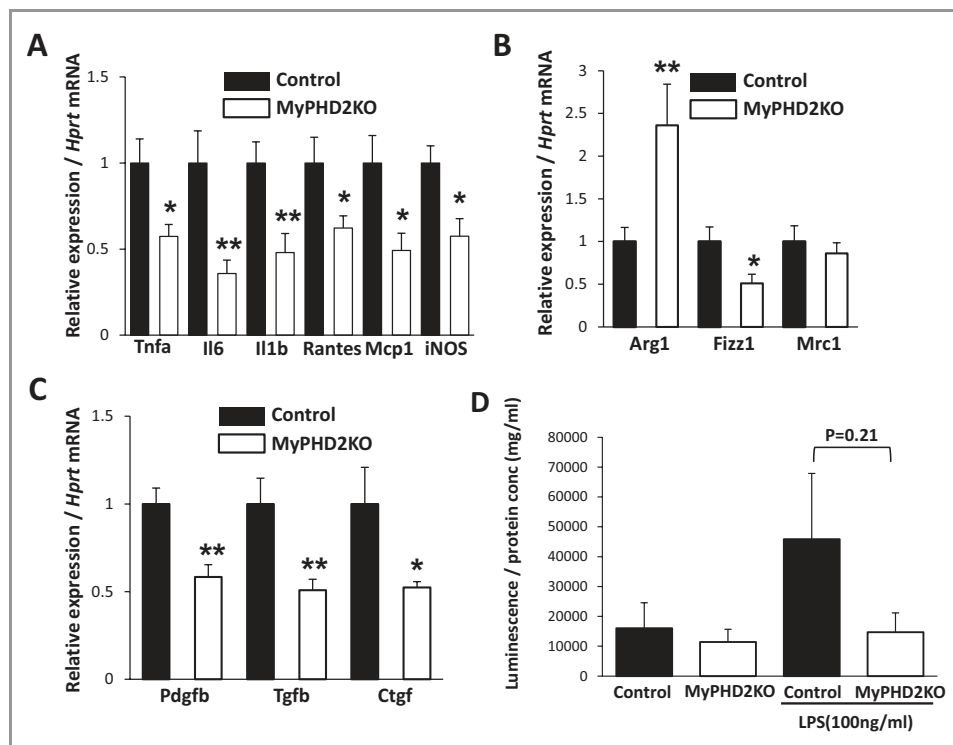 A
Relative expression / Hprt mRNA
1.5
1
0.5
0
Control
MyPHD2KO
*
**
**
*
*
*
Tnfa Il6 Il1b Rantes Mcp1 iNOS
B
Relative expression / Hprt mRNA
3
2.5
2
1.5
1
0.5
0
Control
MyPHD2KO
**
*
Arg1 Fizz1 Mrc1
C
Relative expression / Hprt mRNA
1.5
1
0.5
0
Control
MyPHD2KO
**
**
*
Pdgfb Tgfb Ctgf
D
Luminescence / protein conc (mg/ml)
80000
70000
60000
50000
40000
30000
20000
10000
0
P=0.21
Control MyPHD2KO Control MyPHD2KO
LPS(100ng/ml)